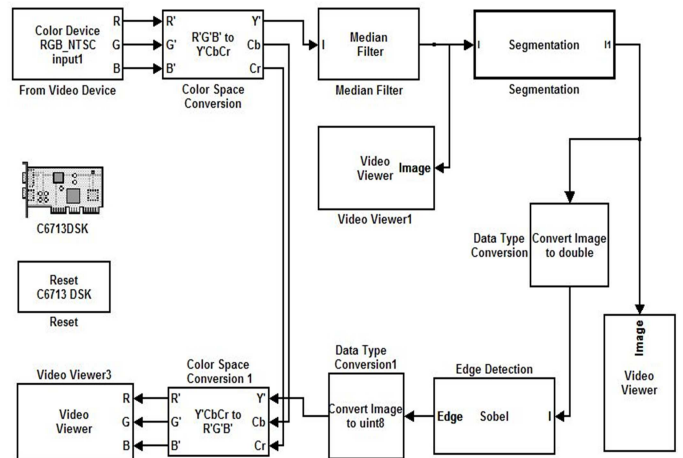 Color Device
RGB_NTSC
input1
R
G
B
From Video Device
R'
G'
B'
R'G'B' to
Y'CbCr
Y'
Cb
Cr
Color Space
Conversion
I
Median
Filter
Median Filter
I
Segmentation
I1
Segmentation
Video
Viewer
Image
Video Viewer1
C6713DSK
Data Type
Conversion
Convert Image
to double
Reset
C6713 DSK
Reset
Image
Video
Viewer
Video Viewer3
R
G
B
Video
Viewer
Color Space
Conversion 1
R'
G'
B'
Y'CbCr to
R'G'B'
Y'
Cb
Cr
Data Type
Conversion1
Convert Image
to uint8
Edge Detection
Edge
Sobel
I